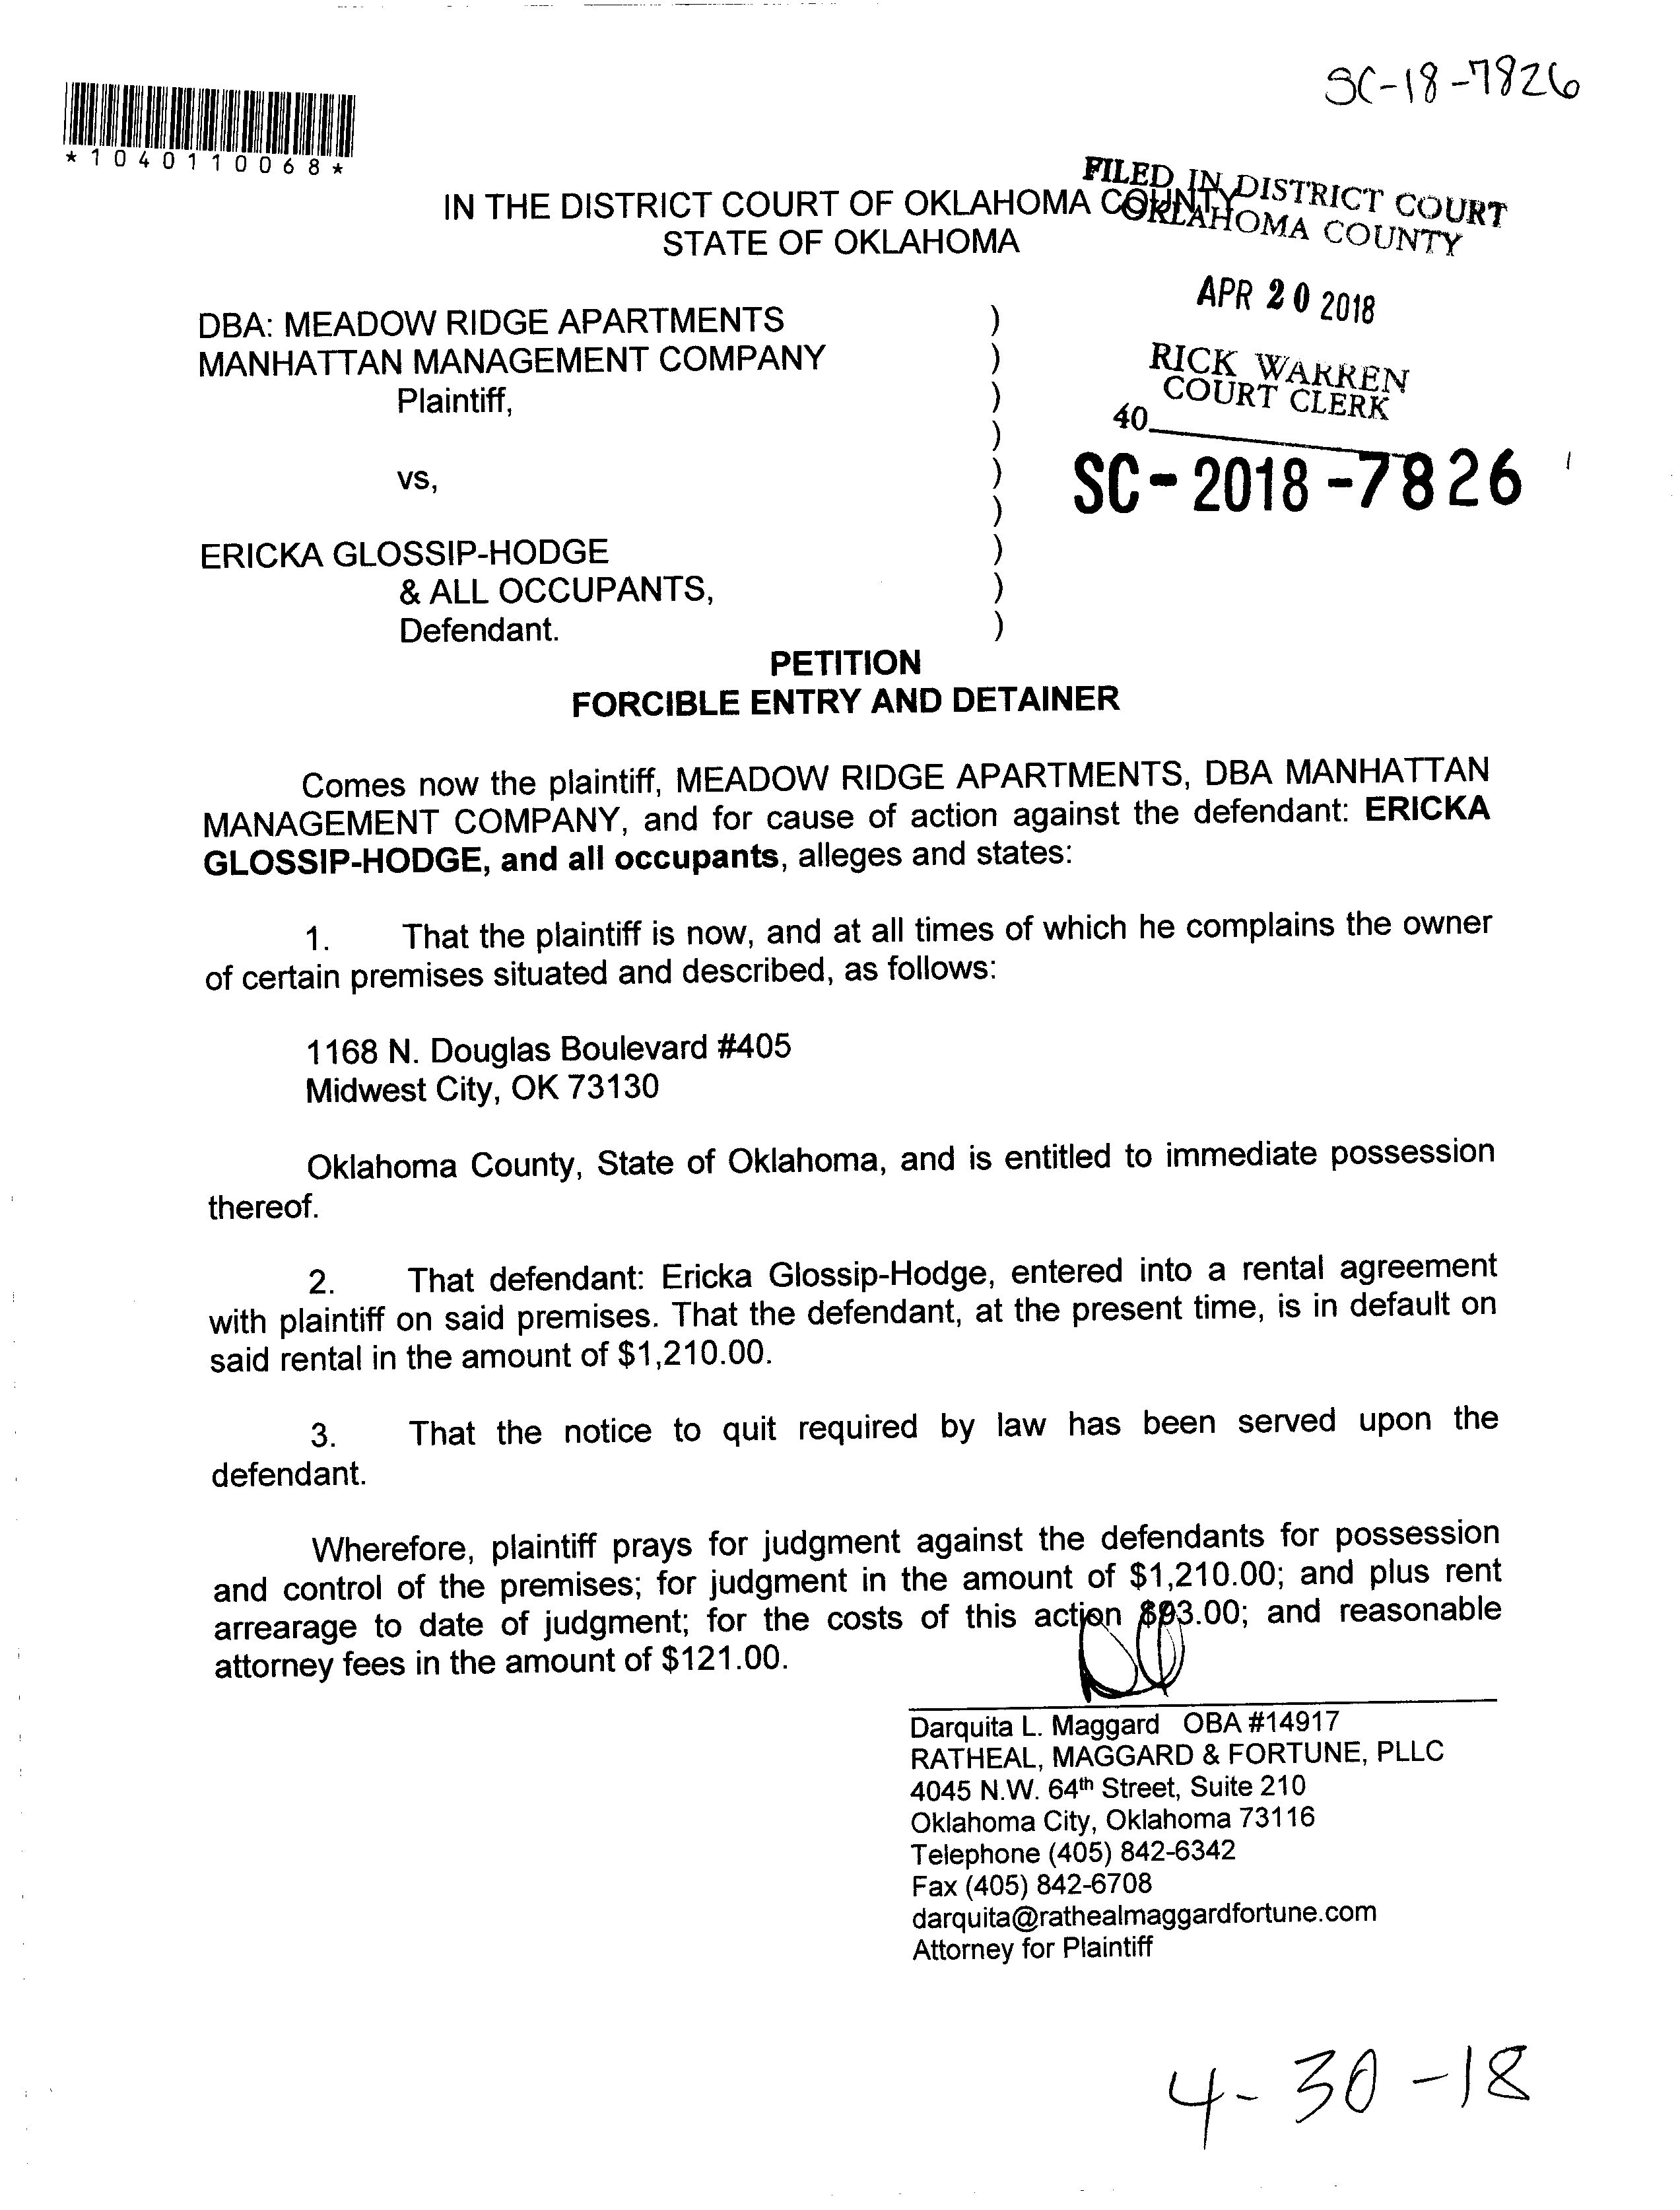 SC-18-7826
*1040110068*
FILED IN DISTRICT COURT
OKLAHOMA COUNTY
IN THE DISTRICT COURT OF OKLAHOMA COUNTY
STATE OF OKLAHOMA
APR 20 2018
RICK WARREN
COURT CLERK
40
SC-2018-7826
DBA: MEADOW RIDGE APARTMENTS )
MANHATTAN MANAGEMENT COMPANY )
Plaintiff, )
)
vs, )
)
ERICKA GLOSSIP-HODGE )
& ALL OCCUPANTS, )
Defendant. )
PETITION
FORCIBLE ENTRY AND DETAINER
Comes now the plaintiff, MEADOW RIDGE APARTMENTS, DBA MANHATTAN
MANAGEMENT COMPANY, and for cause of action against the defendant: ERICKA
GLOSSIP-HODGE, and all occupants, alleges and states:
1. That the plaintiff is now, and at all times of which he complains the owner
of certain premises situated and described, as follows:
1168 N. Douglas Boulevard #405
Midwest City, OK 73130
Oklahoma County, State of Oklahoma, and is entitled to immediate possession
thereof.
2. That defendant: Ericka Glossip-Hodge, entered into a rental agreement
with plaintiff on said premises. That the defendant, at the present time, is in default on
said rental in the amount of $1,210.00.
3. That the notice to quit required by law has been served upon the
defendant.
Wherefore, plaintiff prays for judgment against the defendants for possession
and control of the premises; for judgment in the amount of $1,210.00; and plus rent
arrearage to date of judgment; for the costs of this action $93.00; and reasonable
attorney fees in the amount of $121.00.
Darquita L. Maggard OBA #14917
RATHEAL, MAGGARD & FORTUNE, PLLC
4045 N.W. 64th Street, Suite 210
Oklahoma City, Oklahoma 73116
Telephone (405) 842-6342
Fax (405) 842-6708
darquita@rathealmaggardfortune.com
Attorney for Plaintiff
4-30-18